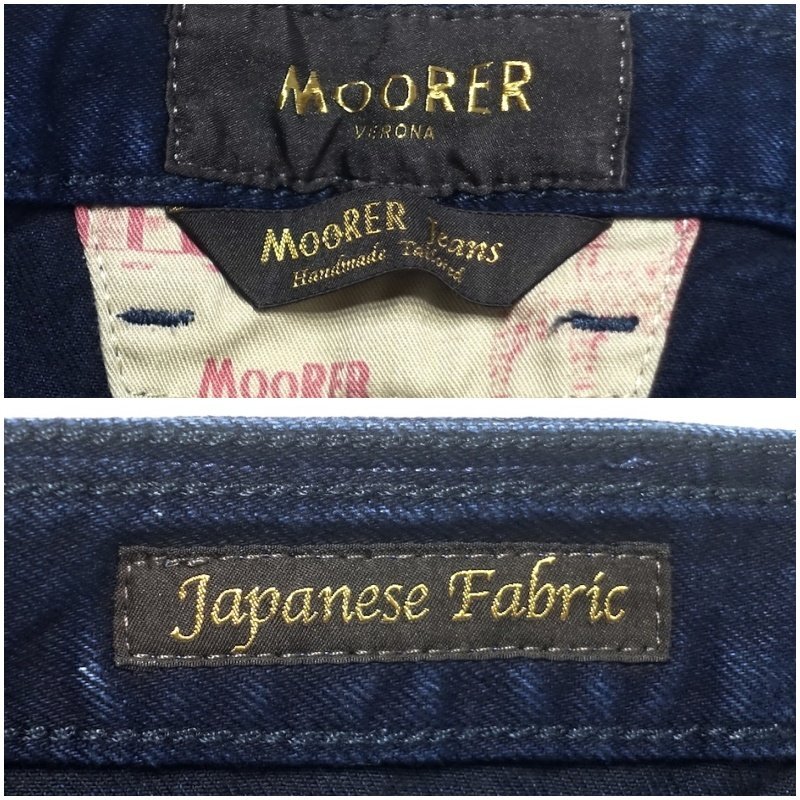 MOORER
VERONA
MOORER Jeans
Handmade Tailored
MOORER
Japanese Fabric